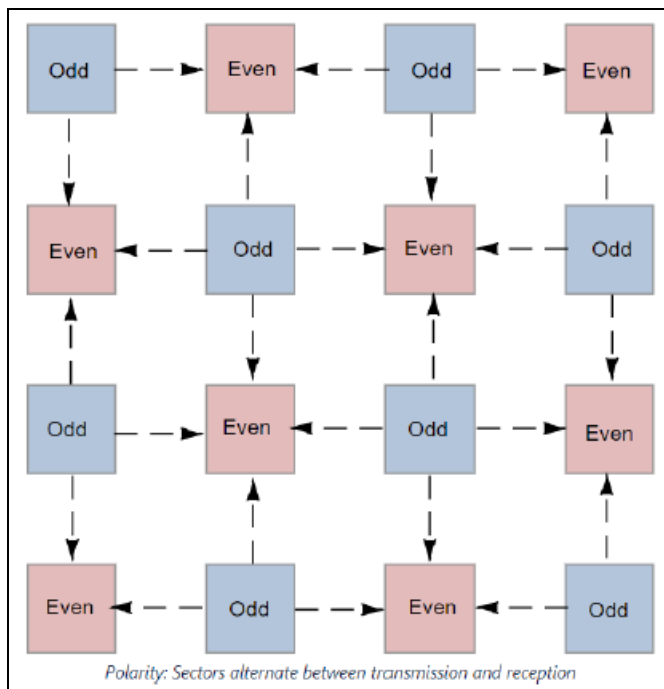 Odd Even Odd Even
Even Odd Even Odd
Odd Even Odd Even
Even Odd Even Odd
Polarity: Sectors alternate between transmission and reception